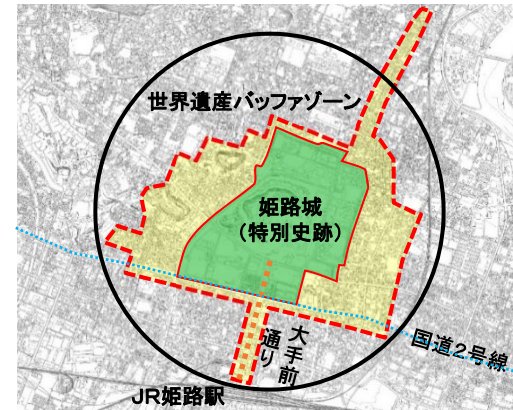 世界遺産バッファゾーン
姫路城
(特別史跡)
大手前
通り
国道2号線
JR姫路駅